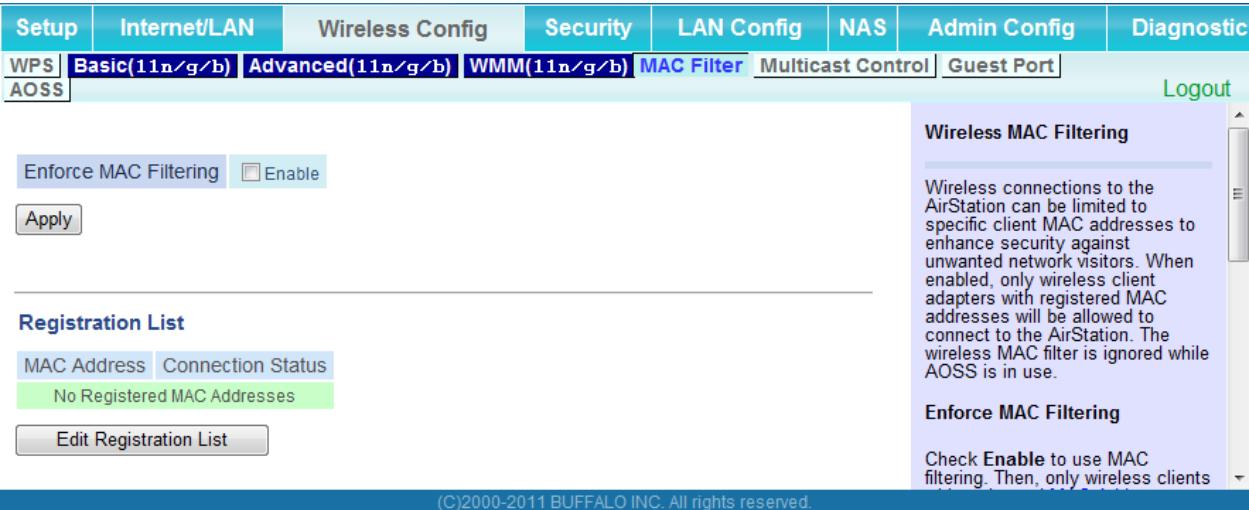 Setup Internet/LAN Wireless Config Security LAN Config NAS Admin Config Diagnostic
WPS Basic(11n/g/b) Advanced(11n/g/b) WMM(11n/g/b) MAC Filter Multicast Control Guest Port
AOSS
Logout
Enforce MAC Filtering Enable
Apply
Registration List
MAC Address Connection Status
No Registered MAC Addresses
Edit Registration List
Wireless MAC Filtering
Wireless connections to the
AirStation can be limited to
specific client MAC addresses to
enhance security against
unwanted network visitors. When
enabled, only wireless client
adapters with registered MAC
addresses will be allowed to
connect to the AirStation. The
wireless MAC filter is ignored while
AOSS is in use.
Enforce MAC Filtering
Check Enable to use MAC
filtering. Then, only wireless clients
(C)2000-2011 BUFFALO INC. All rights reserved.